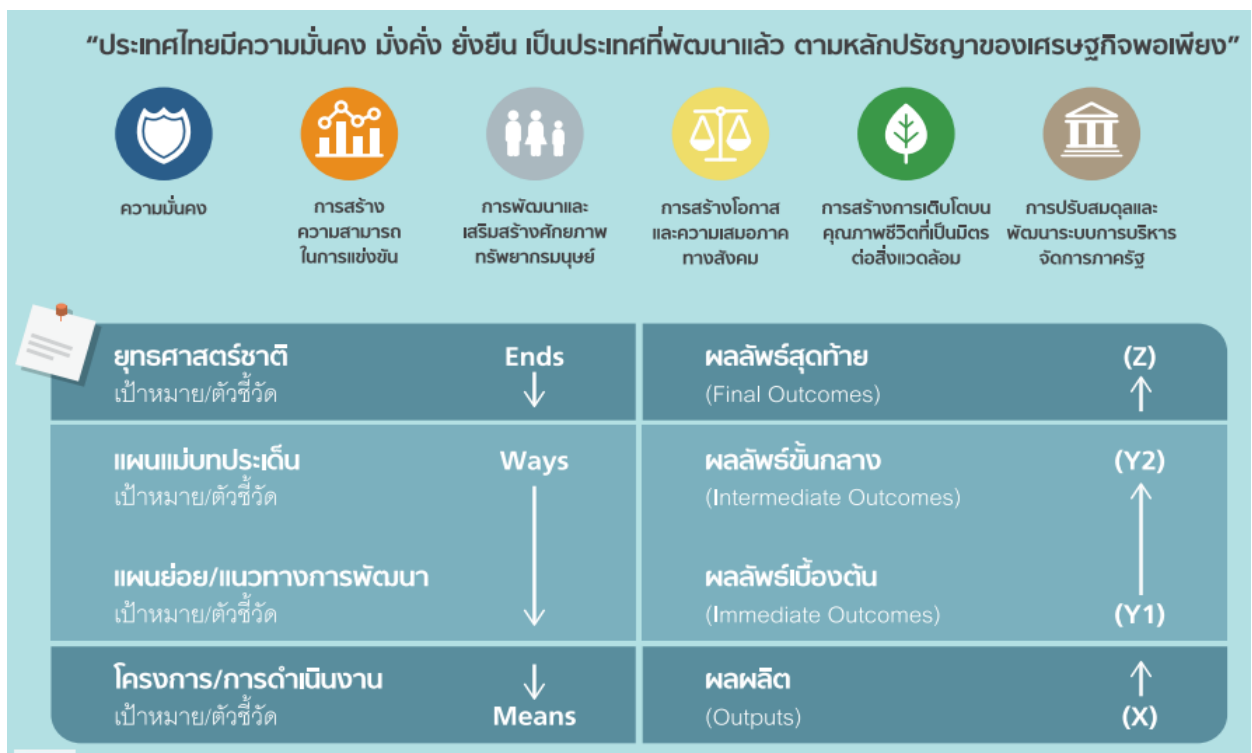 “ประเทศไทยมีความมั่นคง มั่งคั่ง ยั่งยืน เป็นประเทศที่พัฒนาแล้ว ตามหลักปรัชญาของเศรษฐกิจพอเพียง”
ความมั่นคง
การสร้าง
ความสามารถ
ในการแข่งขัน
การพัฒนาและ
เสริมสร้างศักยภาพ
ทรัพยากรมนุษย์
การสร้างโอกาส
และความเสมอภาค
ทางสังคม
การสร้างการเติบโตบน
คุณภาพชีวิตที่เป็นมิตร
ต่อสิ่งแวดล้อม
การปรับสมดุลและ
พัฒนาระบบการบริหาร
จัดการภาครัฐ
ยุทธศาสตร์ชาติ Ends
เป้าหมาย/ตัวชี้วัด
ผลลัพธ์สุดท้าย (Z)
(Final Outcomes)
แผนแม่บทประเด็น Ways
เป้าหมาย/ตัวชี้วัด
ผลลัพธ์ขั้นกลาง (Y2)
(Intermediate Outcomes)
แผนย่อย/แนวทางการพัฒนา
เป้าหมาย/ตัวชี้วัด
ผลลัพธ์เบื้องต้น
(Immediate Outcomes) (Y1)
โครงการ/การดำเนินงาน
เป้าหมาย/ตัวชี้วัด Means
ผลผลิต
(Outputs) (X)